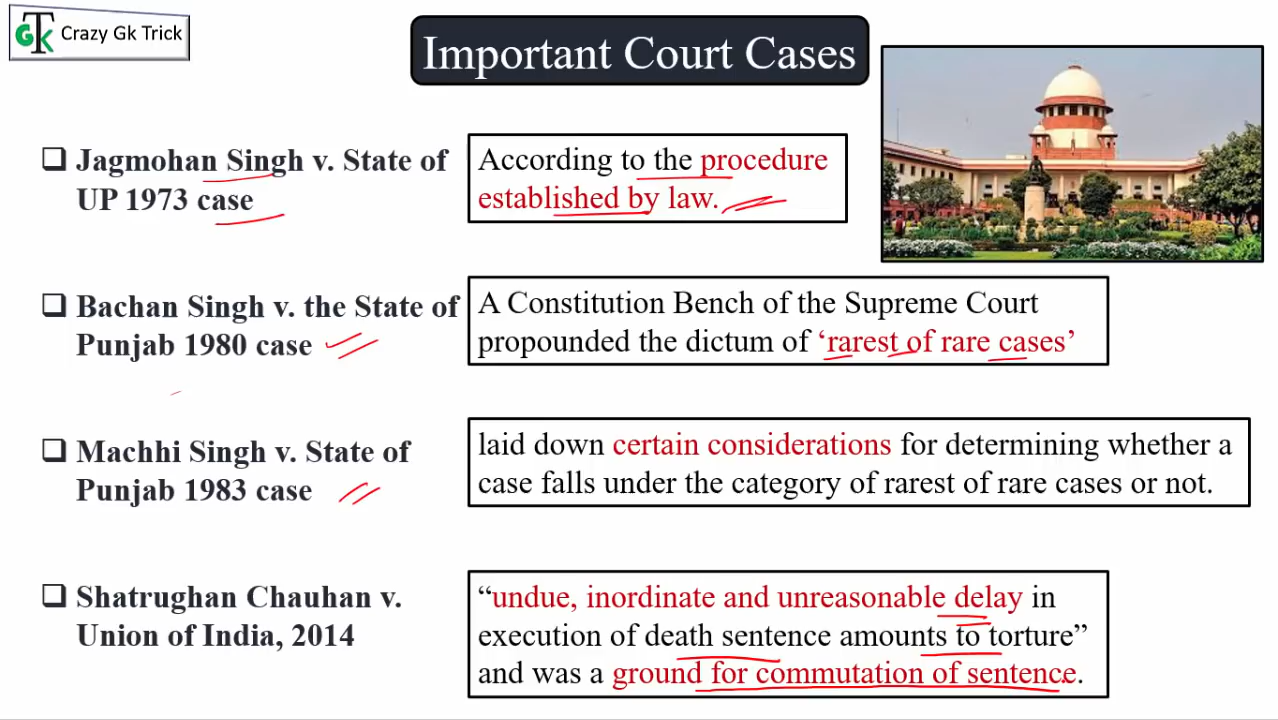 GTK Crazy Gk Trick
Important Court Cases
❑ Jagmohan Singh v. State of
UP 1973 case
According to the procedure
established by law.
❑ Bachan Singh v. the State of
Punjab 1980 case
A Constitution Bench of the Supreme Court
propounded the dictum of ‘rarest of rare cases’
❑ Machhi Singh v. State of
Punjab 1983 case
laid down certain considerations for determining whether a
case falls under the category of rarest of rare cases or not.
❑ Shatrughan Chauhan v.
Union of India, 2014
“undue, inordinate and unreasonable delay in
execution of death sentence amounts to torture”
and was a ground for commutation of sentence.